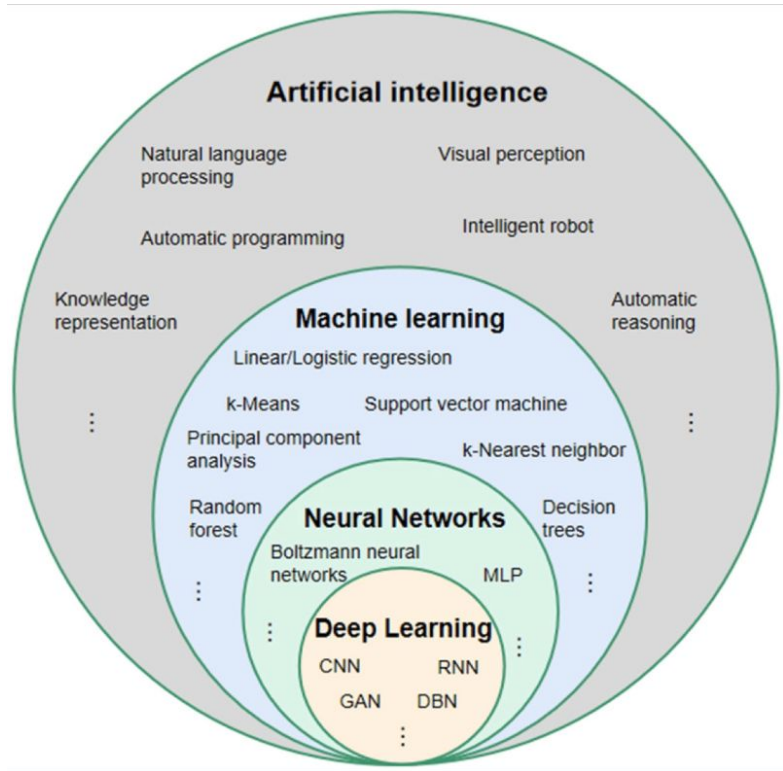 Artificial intelligence
Natural language
processing
Visual perception
Automatic programming
Intelligent robot
Knowledge
representation
Automatic
reasoning
Machine learning
Linear/Logistic regression
k-Means
Support vector machine
Principal component
analysis
k-Nearest neighbor
Random
forest
Decision
trees
Neural Networks
Boltzmann neural
networks
MLP
Deep Learning
CNN
RNN
GAN
DBN